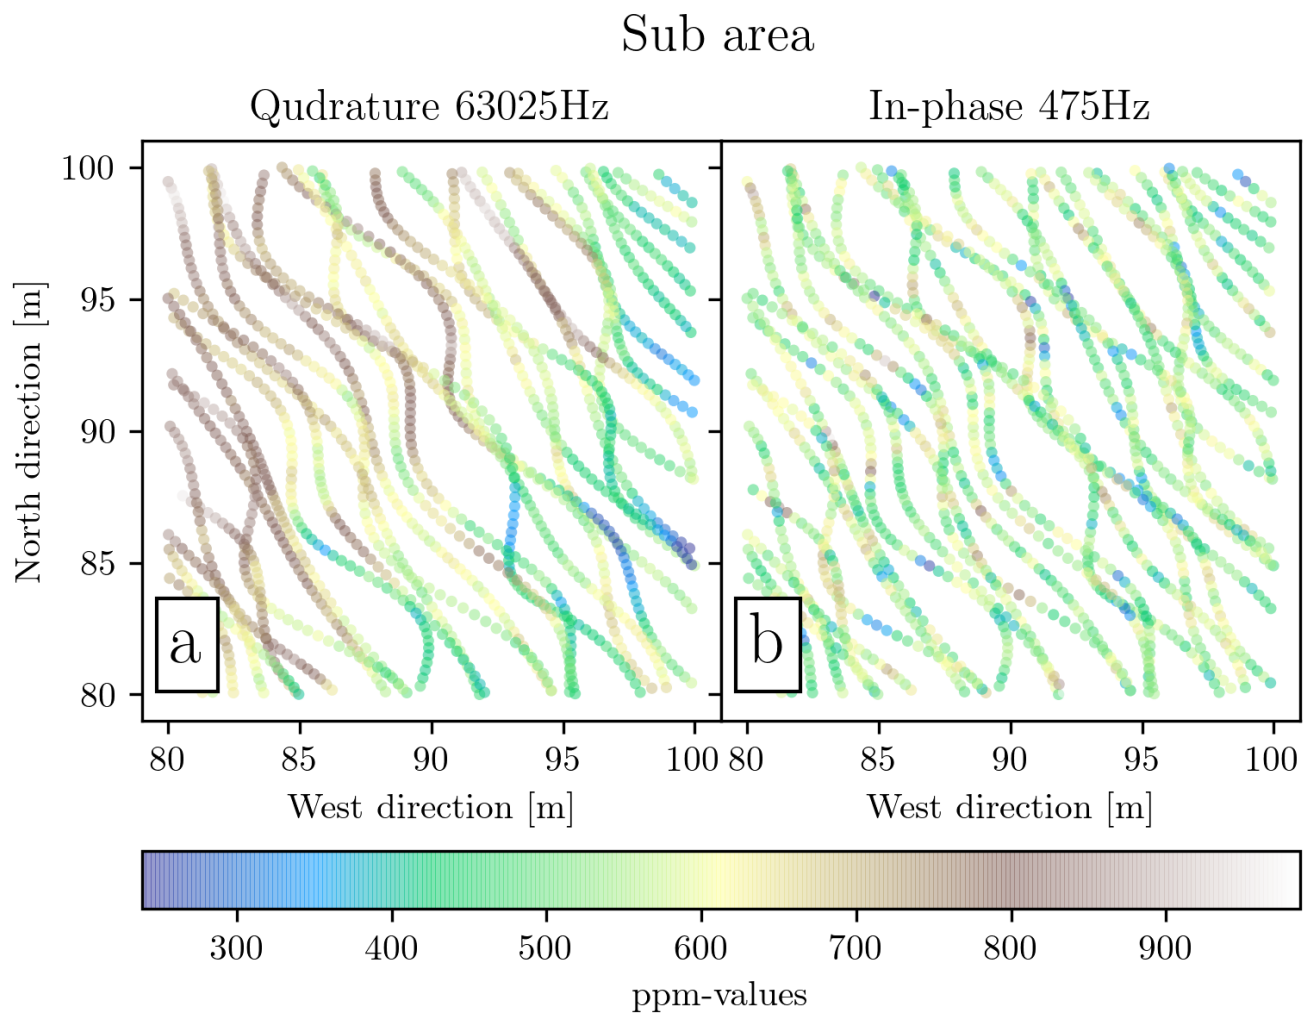 Sub area
Qudrature 63025Hz
In-phase 475Hz
North direction [m]
100
95
90
85
80
a
b
80 85 90 95 100
80 85 90 95 100
West direction [m]
West direction [m]
300 400 500 600 700 800 900
ppm-values